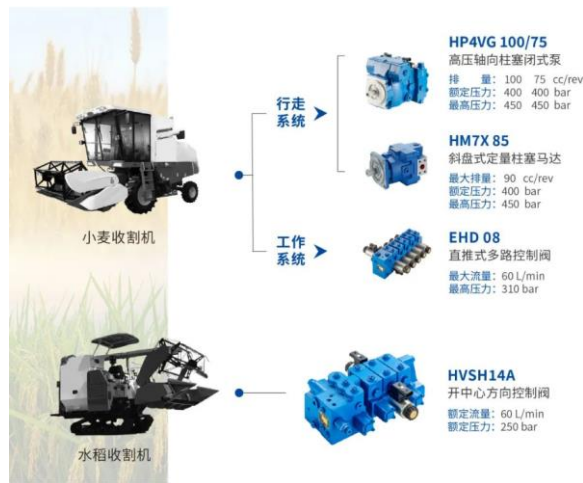 HP4VG 100/75
高压轴向柱塞闭式泵
排 量：100 75 cc/rev
额定压力：400 400 bar
最高压力：450 450 bar
行走
系统
HM7X 85
斜盘式定量柱塞马达
最大排量：90 cc/rev
额定压力：400 bar
最高压力：450 bar
小麦收割机
工作
系统
EHD 08
直推式多路控制阀
最大流量：60 L/min
最高压力：310 bar
HVSH14A
开中心方向控制阀
额定流量：60 L/min
额定压力：250 bar
水稻收割机